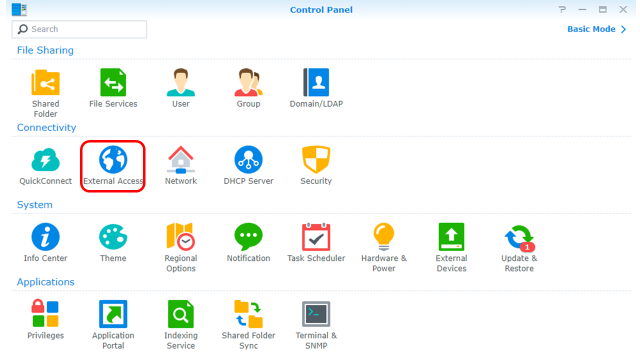 Control Panel
Search
Basic Mode
File Sharing
Shared Folder
File Services
User
Group
Domain/LDAP
Connectivity
QuickConnect
External Access
Network
DHCP Server
Security
System
Info Center
Theme
Regional Options
Notification
Task Scheduler
Hardware & Power
External Devices
Update & Restore
1
Applications
Privileges
Application Portal
Indexing Service
Shared Folder Sync
Terminal & SNMP